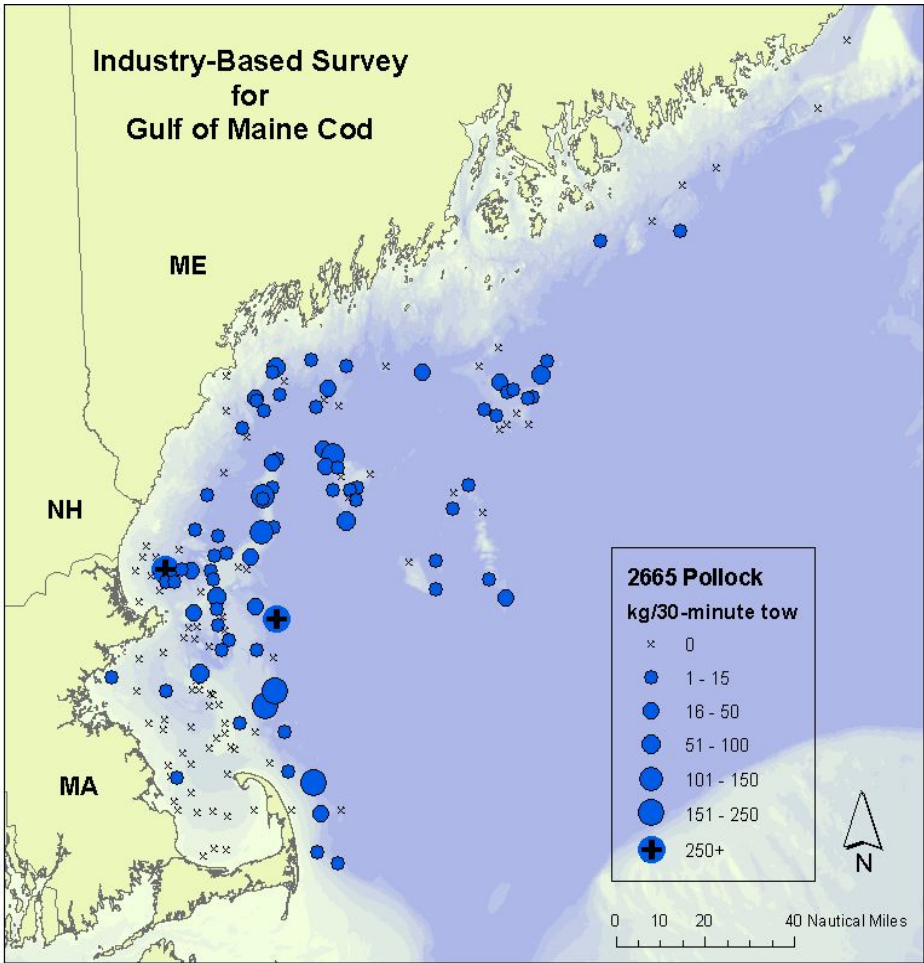 Industry-Based Survey
for
Gulf of Maine Cod
ME
NH
MA
2665 Pollock
kg/30-minute tow
0
1 - 15
16 - 50
51 - 100
101 - 150
151 - 250
250+
N
0 10 20 40 Nautical Miles